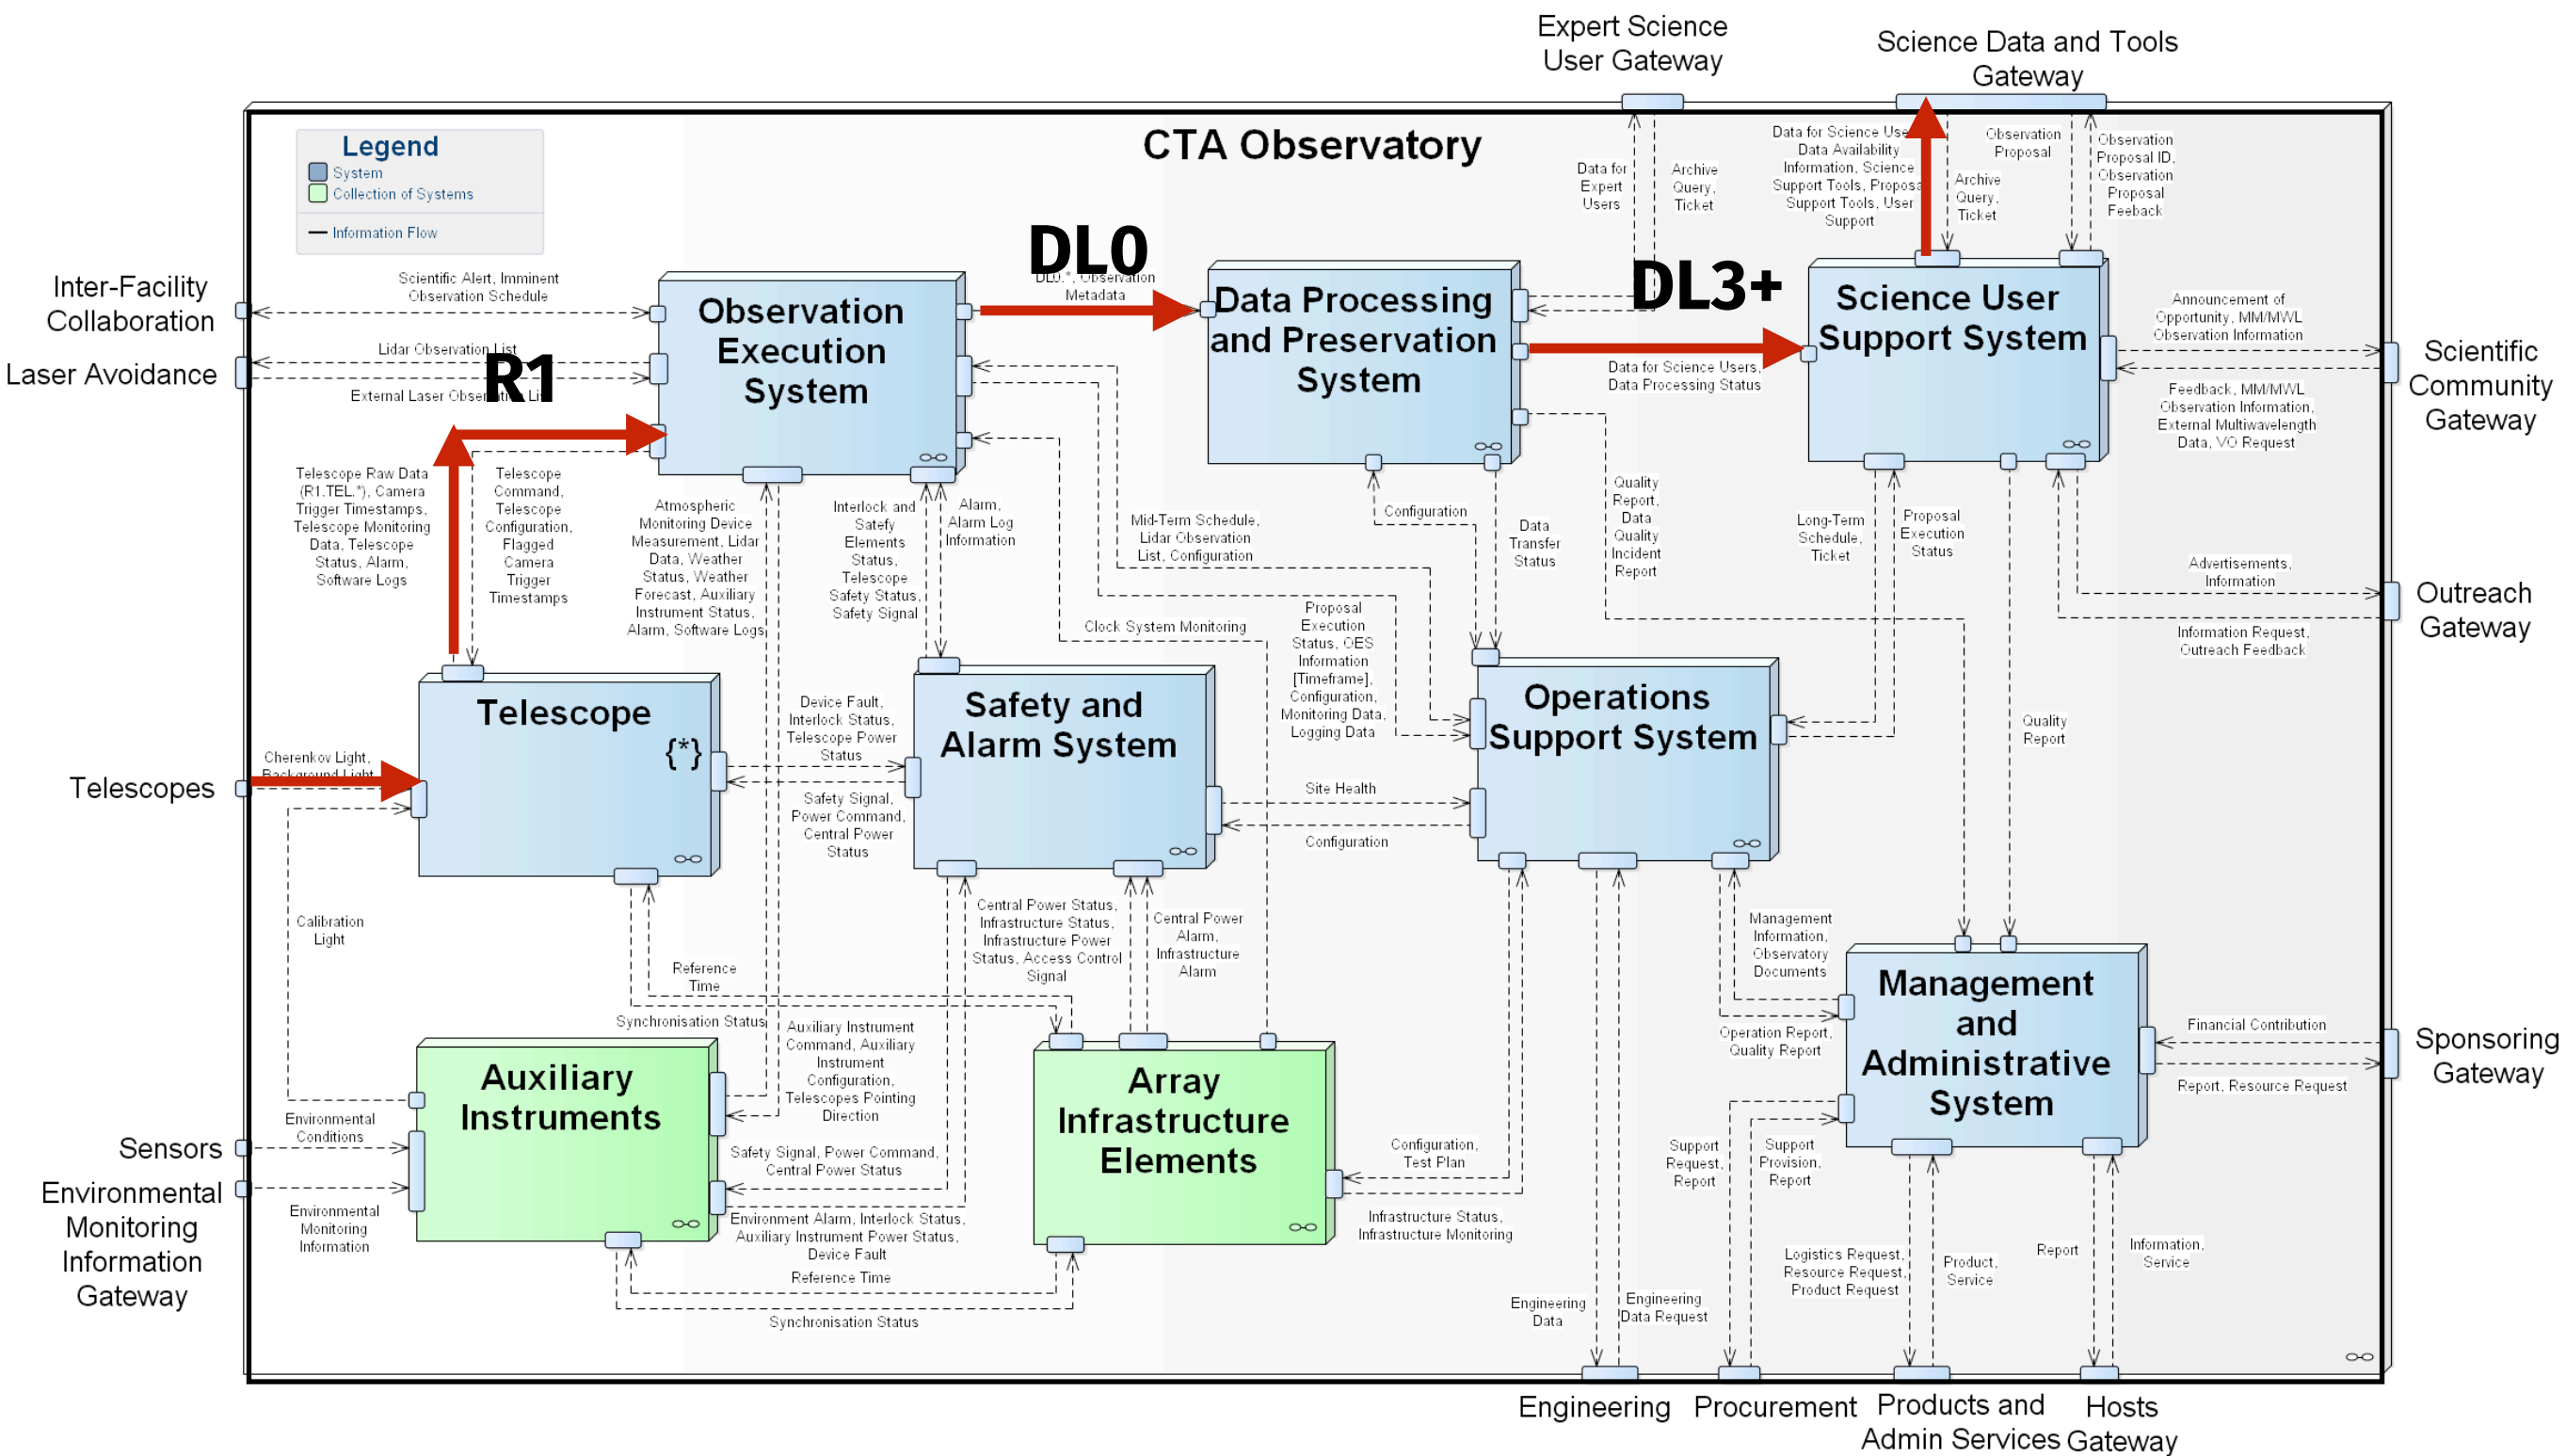 Expert Science
User Gateway
Science Data and Tools
Gateway
CTA Observatory
Legend
System
Collection of Systems
Information Flow
Data for
Expert
Users
Archive
Query,
Ticket
Data for Science
Data Availability
Information, Science
Support Tools,
Support Tools, User
Support
Archive
Query,
Ticket
Observation
Proposal
Observation
Proposal ID,
Observation
Proposal
Feeback
Inter-Facility
Collaboration
Laser Avoidance
Scientific Alert, Imminent
Observation Schedule
Lidar Observation List
R1
External Laser
Observation Execution
System
DL0
Observation
Metadata
Data Processing
and Preservation
System
DL3+
Data for Science Users,
Data Processing Status
Science User
Support System
Announcement of
Opportunity, MM/MWL
Observation Information
Feedback, MM/MWL
Observation Information,
External Multiwavelength
Data, VO Request
Scientific
Community
Gateway
Telescope Raw Data
(R1.TEL.*), Camera
Trigger Timestamps,
Telescope Monitoring
Data, Telescope
Status, Alarm,
Software Logs
Telescope
Command,
Telescope
Configuration,
Flagged
Camera
Trigger
Timestamps
Atmospheric
Monitoring Device
Measurement, Lidar
Data, Weather
Status, Weather
Forecast, Auxiliary
Instrument Status,
Alarm, Software Logs
Interlock and
Satefy
Elements
Status,
Telescope
Safety Status,
Safety Signal
Alarm,
Alarm Log
Information
Mid-Term Schedule,
Lidar Observation
List, Configuration
Clock System Monitoring
Configuration
Data
Transfer
Status
Quality
Report,
Data
Quality
Incident
Report
Proposal
Execution
Status, OES
Information
[Timeframe],
Configuration,
Monitoring Data,
Logging Data
Long-Term
Schedule,
Ticket
Proposal
Execution
Status
Advertisements,
Information
Information Request,
Outreach Feedback
Outreach
Gateway
Quality
Report
Telescopes
Cherenkov Light,
Telescope
{*}
Device Fault,
Interlock Status,
Telescope Power
Status
Safety Signal,
Power Command,
Central Power
Status
Safety and
Alarm System
Site Health
Configuration
Operations
Support System
Calibration
Light
Reference
Time
Synchronisation Status
Central Power Status,
Infrastructure Status,
Infrastructure Power
Status, Access Control
Signal
Central Power
Alarm,
Infrastructure
Alarm
Management
Information,
Observatory
Documents
Operation Report,
Quality Report
Management
and
Administrative
System
Financial Contribution
Report, Resource Request
Sponsoring
Gateway
Sensors
Environmental
Monitoring
Information
Gateway
Environmental
Conditions
Environmental
Monitoring
Information
Auxiliary
Instruments
Auxiliary Instrument
Command, Auxiliary
Instrument
Configuration,
Telescopes Pointing
Direction
Safety Signal, Power Command,
Central Power Status
Environment Alarm, Interlock Status,
Auxiliary Instrument Power Status,
Device Fault
Reference Time
Synchronisation Status
Array
Infrastructure
Elements
Configuration,
Test Plan
Infrastructure Status,
Infrastructure Monitoring
Support
Request,
Report
Support
Provision,
Report
Engineering
Data
Engineering
Data Request
Logistics Request,
Resource Request,
Product Request
Product,
Service
Report
Information,
Service
Engineering
Procurement
Products and
Admin Services
Hosts
Gateway